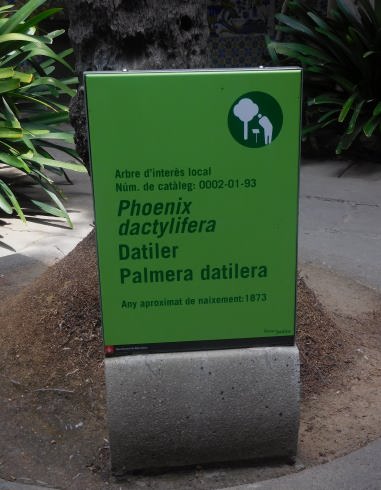 Arbre d'interès local
Núm. de catàleg: 0002-01-93
Phoenix
dactylifera
Datiler
Palmera datilera
Any aproximat de naixement:1873